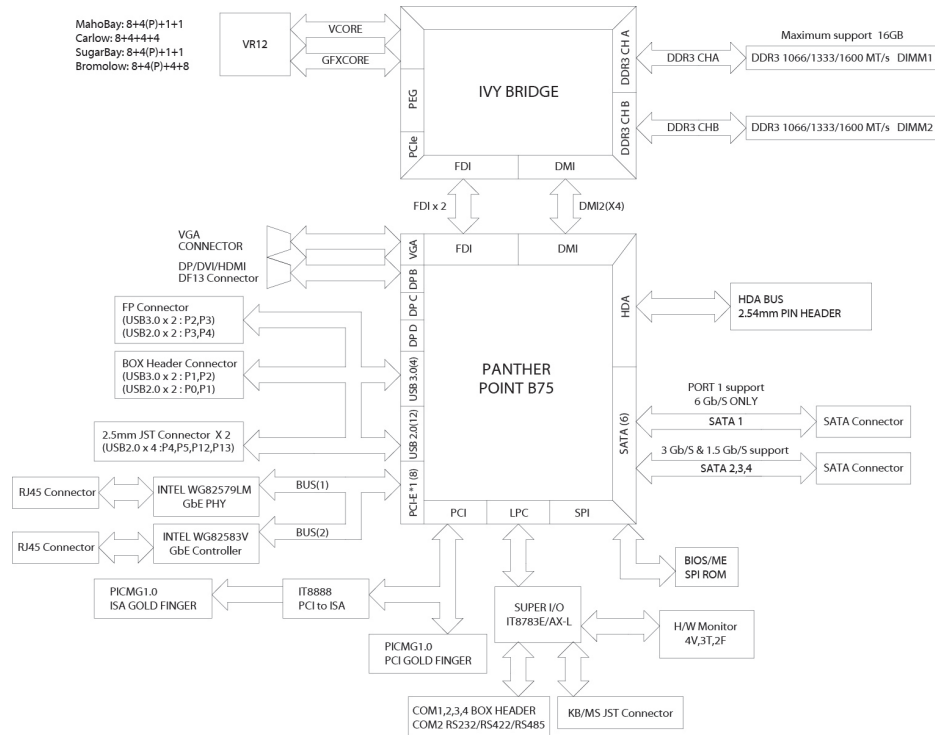 MahoBay: 8+4(P)+1+1
Carlow: 8+4+4+4
SugarBay: 8+4(P)+1+1
Bromolow: 8+4(P)+4+8
VR12
VCORE
GFXCORE
PEG
PCIe
IVY BRIDGE
DDR3 CH A
DDR3 CH B
FDI
DMI
DDR3 CHA
DDR3 CHB
Maximum support 16GB
DDR3 1066/1333/1600 MT/s DIMM1
DDR3 1066/1333/1600 MT/s DIMM2
FDI x 2
DMI2(X4)
VGA
CONNECTOR
DP/DVI/HDMI
DF13 Connector
FP Connector
(USB3.0 x 2 : P2,P3)
(USB2.0 x 2 : P3,P4)
BOX Header Connector
(USB3.0 x 2 : P1,P2)
(USB2.0 x 2 : P0,P1)
2.5mm JST Connector X 2
(USB2.0 x 4 :P4,P5,P12,P13)
VGA
DPB
DPC
DPD
USB 3.0(4)
USB 2.0(12)
PCI-E *1 (8)
FDI
DMI
PANTHER
POINT B75
HDA
SATA (6)
PCI
LPC
SPI
HDA BUS
2.54mm PIN HEADER
PORT 1 support
6 Gb/S ONLY
SATA 1
SATA Connector
3 Gb/S & 1.5 Gb/S support
SATA 2,3,4
SATA Connector
RJ45 Connector
INTEL WG82579LM
GbE PHY
BUS(1)
RJ45 Connector
INTEL WG82583V
GbE Controller
BUS(2)
PICMG1.0
ISA GOLD FINGER
IT8888
PCI to ISA
PICMG1.0
PCI GOLD FINGER
SUPER I/O
IT8783E/AX-L
BIOS/ME
SPI ROM
H/W Monitor
4V,3T,2F
COM1,2,3,4 BOX HEADER
COM2 RS232/RS422/RS485
KB/MS JST Connector